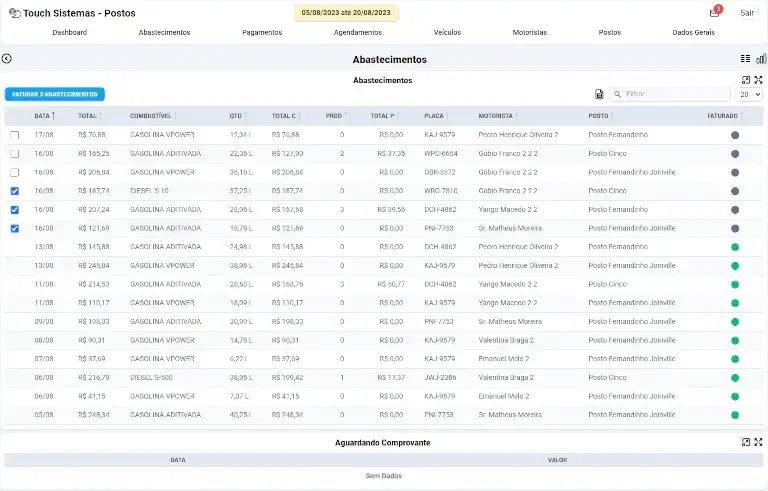 Touch Sistemas - Postos
05/08/2023 até 20/08/2023
3
Sair
Dashboard Abastecimentos Pagamentos Agendamentos Veículos Motoristas Postos Dados Gerais
Abastecimentos
Abastecimentos
FATURAR 3 ABASTECIMENTOS
Filtrar
20
DATA TOTAL COMBUSTÍVEL QTD TOTAL C PROD TOTAL P PLACA MOTORISTA POSTO FATURADO
17/08 R$ 76,88 GASOLINA VPOWER 12,34 L R$ 76,88 0 R$ 0,00 KAJ-9579 Pedro Henrique Oliveira 2 Posto Fernandinho
16/08 R$ 165,25 GASOLINA ADITIVADA 22,36 L R$ 127,90 2 R$ 37,35 WPC-6654 Gúbio Franco 2 2 2 Posto Cinco
16/08 R$ 206,84 GASOLINA VPOWER 36,16 L R$ 206,84 0 R$ 0,00 OBK-3572 Gúbio Franco 2 2 2 Posto Fernandinho Joinville
16/08 R$ 187,74 DIESEL S-10 37,25 L R$ 187,74 0 R$ 0,00 WRG-7810 Gúbio Franco 2 2 2 Posto Cinco
16/08 R$ 207,24 GASOLINA ADITIVADA 28,96 L R$ 167,68 3 R$ 39,56 DCH-4862 Yango Macedo 2 2 Posto Cinco
16/08 R$ 121,69 GASOLINA ADITIVADA 18,78 L R$ 121,69 0 R$ 0,00 PNI-7753 Sr. Matheus Moreira Posto Fernandinho Joinville
13/08 R$ 145,88 GASOLINA ADITIVADA 24,98 L R$ 145,88 0 R$ 0,00 DCH-4862 Pedro Henrique Oliveira 2 Posto Fernandinho
13/08 R$ 245,84 GASOLINA VPOWER 38,96 L R$ 245,84 0 R$ 0,00 KAJ-9579 Pedro Henrique Oliveira 2 Posto Fernandinho Joinville
11/08 R$ 214,53 GASOLINA ADITIVADA 28,63 L R$ 163,76 3 R$ 50,77 DCH-4862 Yango Macedo 2 2 Posto Cinco
11/08 R$ 110,17 GASOLINA VPOWER 18,09 L R$ 110,17 0 R$ 0,00 KAJ-9579 Yango Macedo 2 2 Posto Fernandinho Joinville
09/08 R$ 198,03 GASOLINA ADITIVADA 30,99 L R$ 198,03 0 R$ 0,00 PNI-7753 Sr. Matheus Moreira Posto Fernandinho Joinville
08/08 R$ 90,31 GASOLINA VPOWER 14,78 L R$ 90,31 0 R$ 0,00 KAJ-9579 Valentina Braga 2 Posto Fernandinho Joinville
07/08 R$ 37,69 GASOLINA VPOWER 6,22 L R$ 37,69 0 R$ 0,00 KAJ-9579 Emanuel Melo 2 Posto Fernandinho Joinville
06/08 R$ 216,79 DIESEL S-500 38,95 L R$ 199,42 1 R$ 17,37 JWJ-2386 Valentina Braga 2 Posto Cinco
06/08 R$ 41,15 GASOLINA VPOWER 7,07 L R$ 41,15 0 R$ 0,00 KAJ-9579 Emanuel Melo 2 Posto Fernandinho Joinville
05/08 R$ 248,34 GASOLINA ADITIVADA 40,25 L R$ 248,34 0 R$ 0,00 PNI-7753 Sr. Matheus Moreira Posto Fernandinho Joinville
Aguardando Comprovante
DATA VALOR
Sem Dados